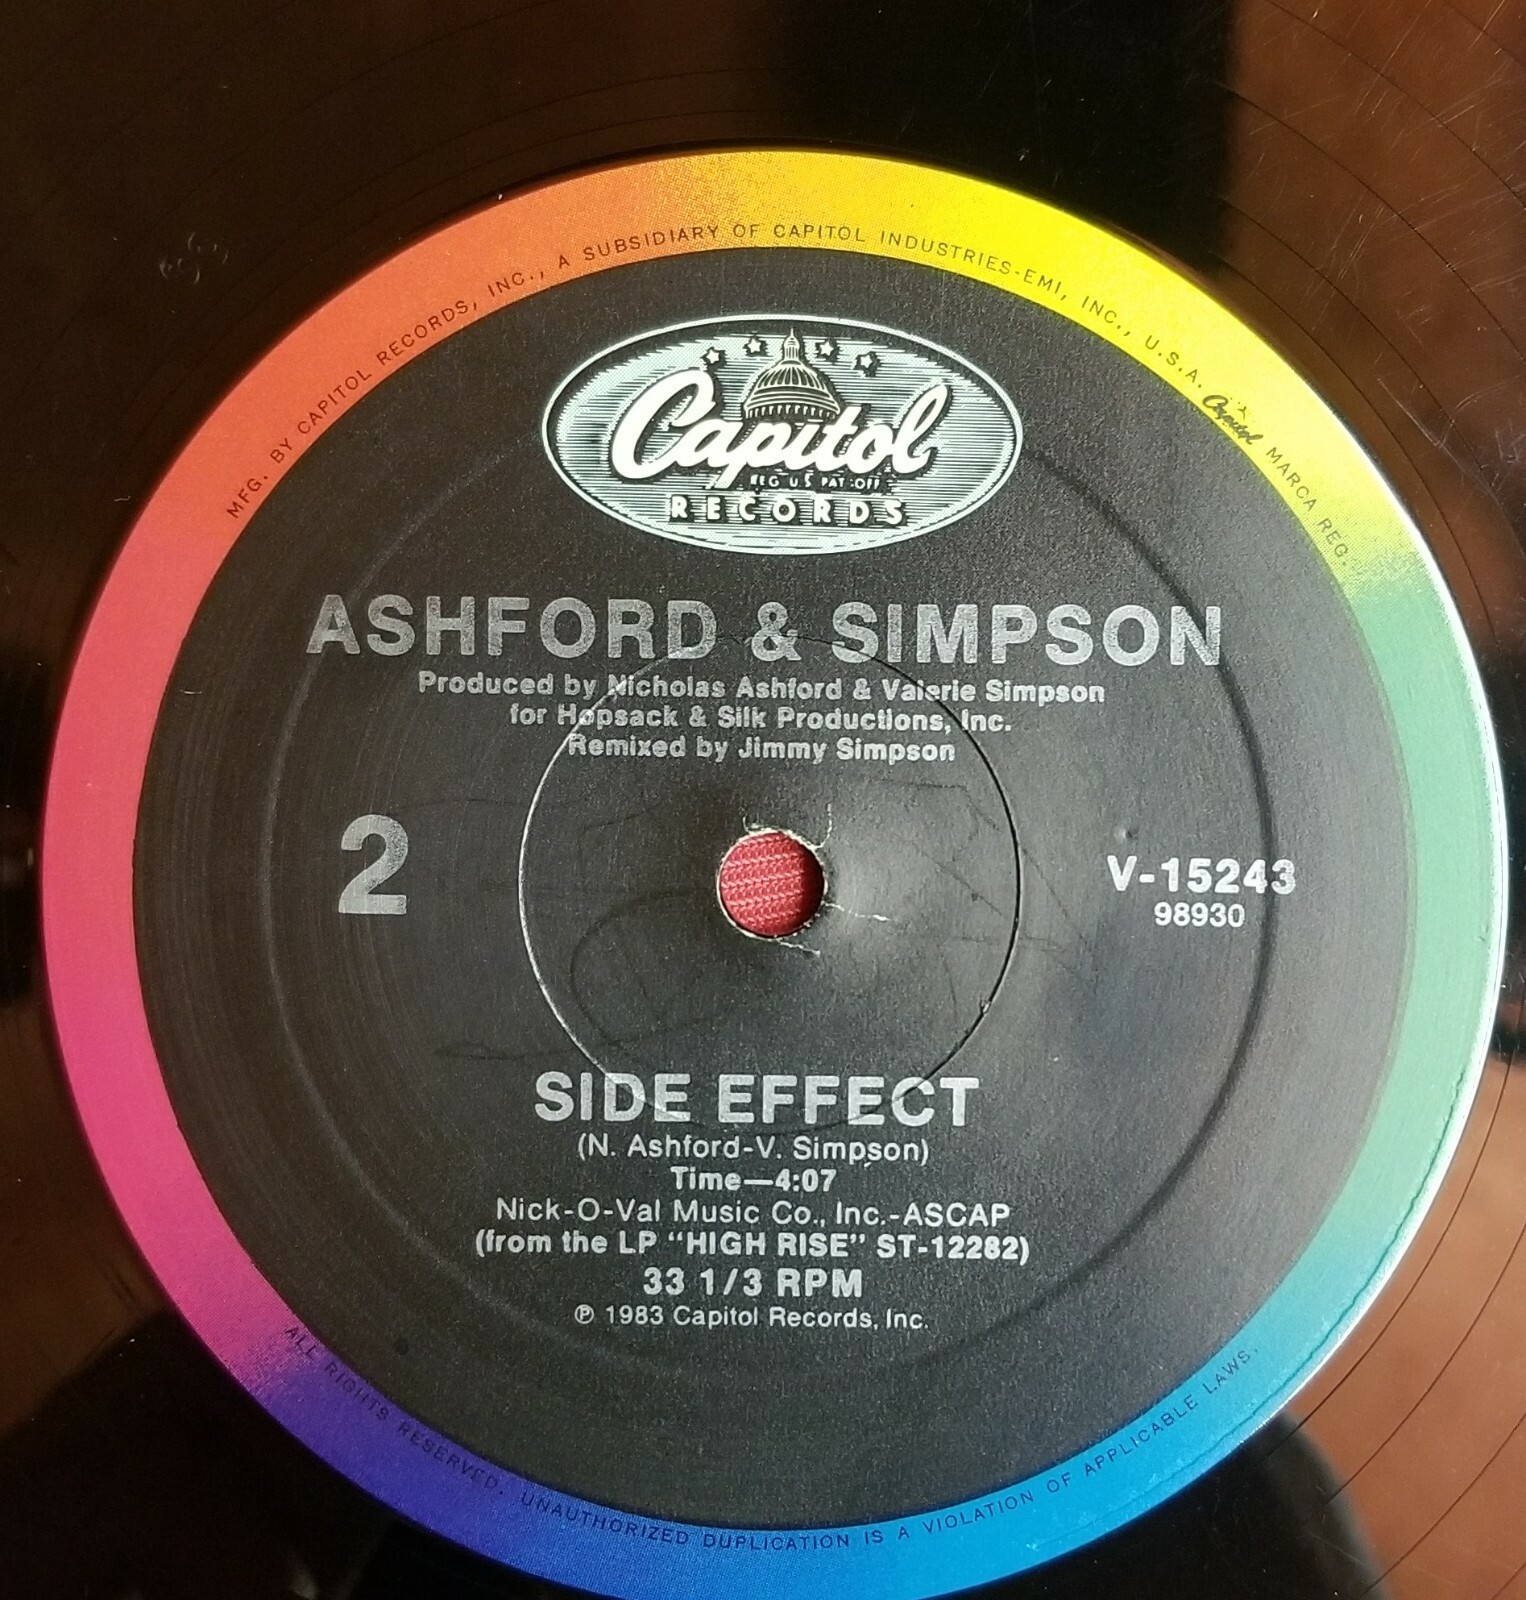 MFG. BY CAPITOL RECORDS, INC., A SUBSIDIARY OF CAPITOL INDUSTRIES-EMI, INC., U.S.A. Capitol MARCA REG.
Capitol
REG U.S. PAT. OFF.
RECORDS
ASHFORD & SIMPSON
Produced by Nicholas Ashford & Valerie Simpson
for Hopsack & Silk Productions, Inc.
Remixed by Jimmy Simpson
2
V-15243
98930
SIDE EFFECT
(N. Ashford-V. Simpson)
Time—4:07
Nick-O-Val Music Co., Inc.-ASCAP
(from the LP “HIGH RISE” ST-12282)
33 1/3 RPM
℗ 1983 Capitol Records, Inc.
ALL RIGHTS RESERVED. UNAUTHORIZED DUPLICATION IS A VIOLATION OF APPLICABLE LAWS.